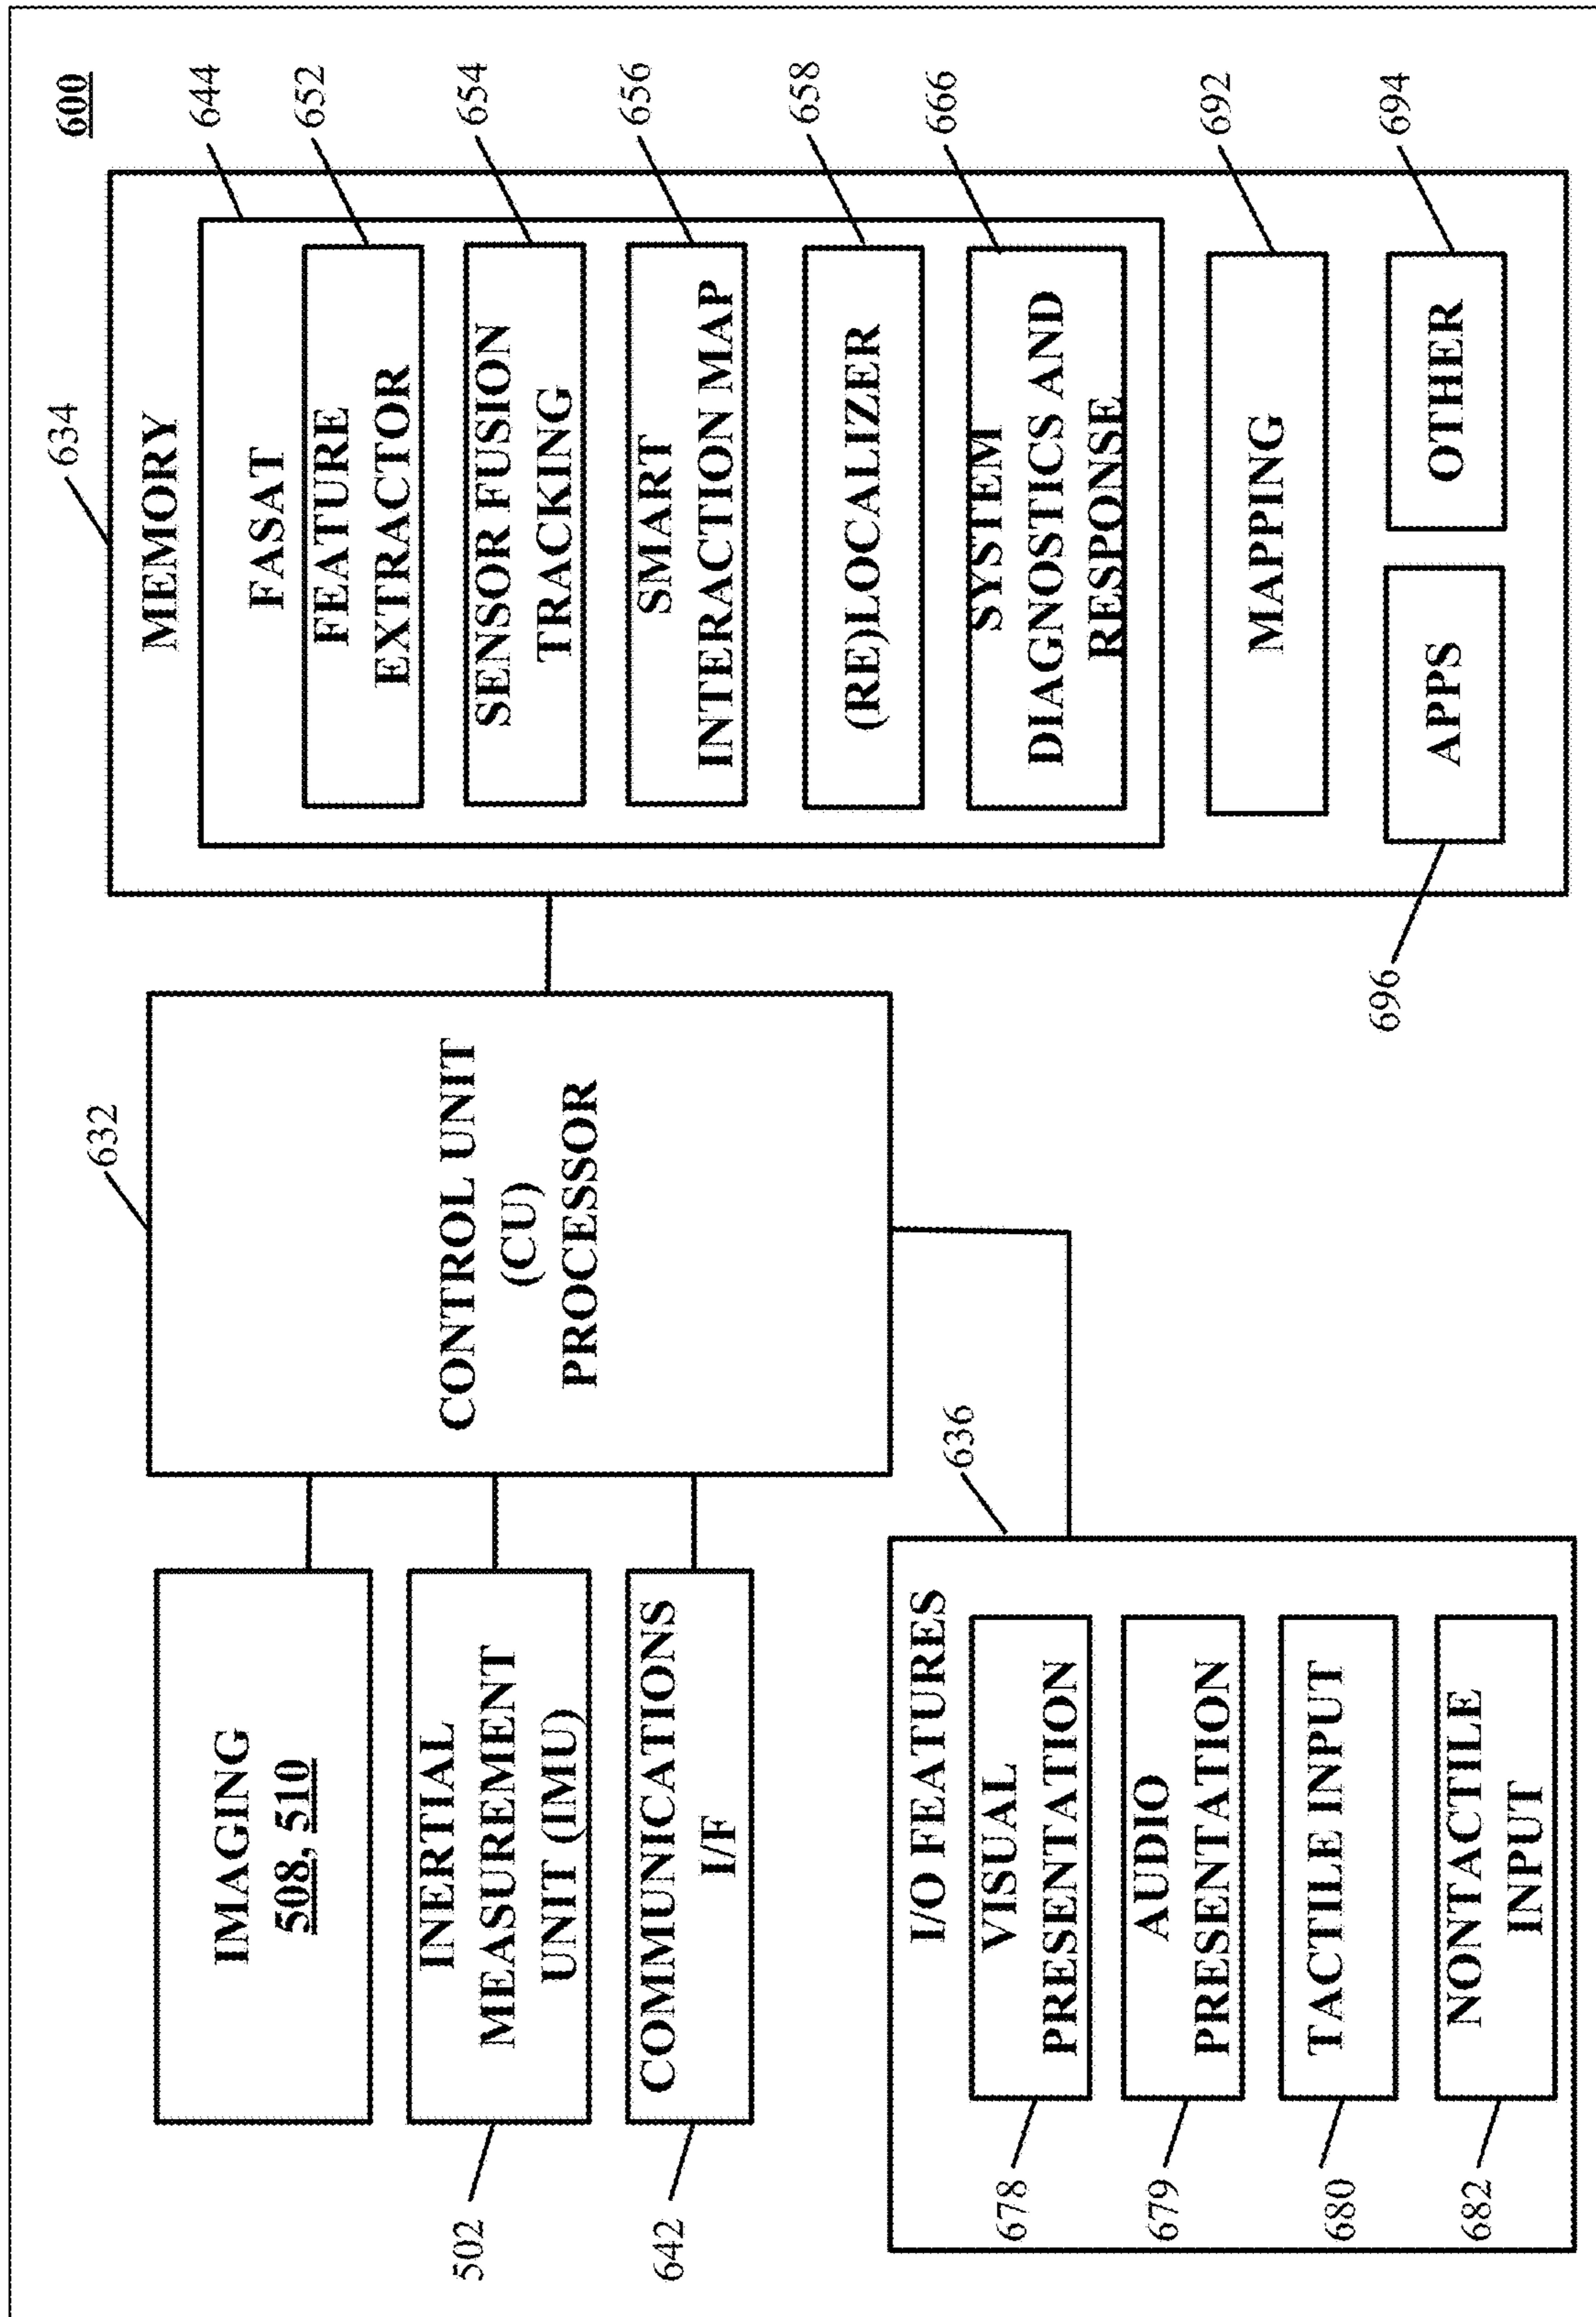 600
IMAGING
508, 510
INERTIAL
MEASUREMENT
UNIT (IMU)
502
COMMUNICATIONS
I/F
642
632
CONTROL UNIT
(CU)
PROCESSOR
634
MEMORY
644
FASAT
FEATURE
EXTRACTOR
652
SENSOR FUSION
TRACKING
654
SMART
INTERACTION MAP
656
(RE)LOCALIZER
658
SYSTEM
DIAGNOSTICS AND
RESPONSE
666
MAPPING
692
APPS
696
OTHER
694
636
I/O FEATURES
VISUAL
PRESENTATION
678
AUDIO
PRESENTATION
679
TACTILE INPUT
680
NONTACTILE
INPUT
682